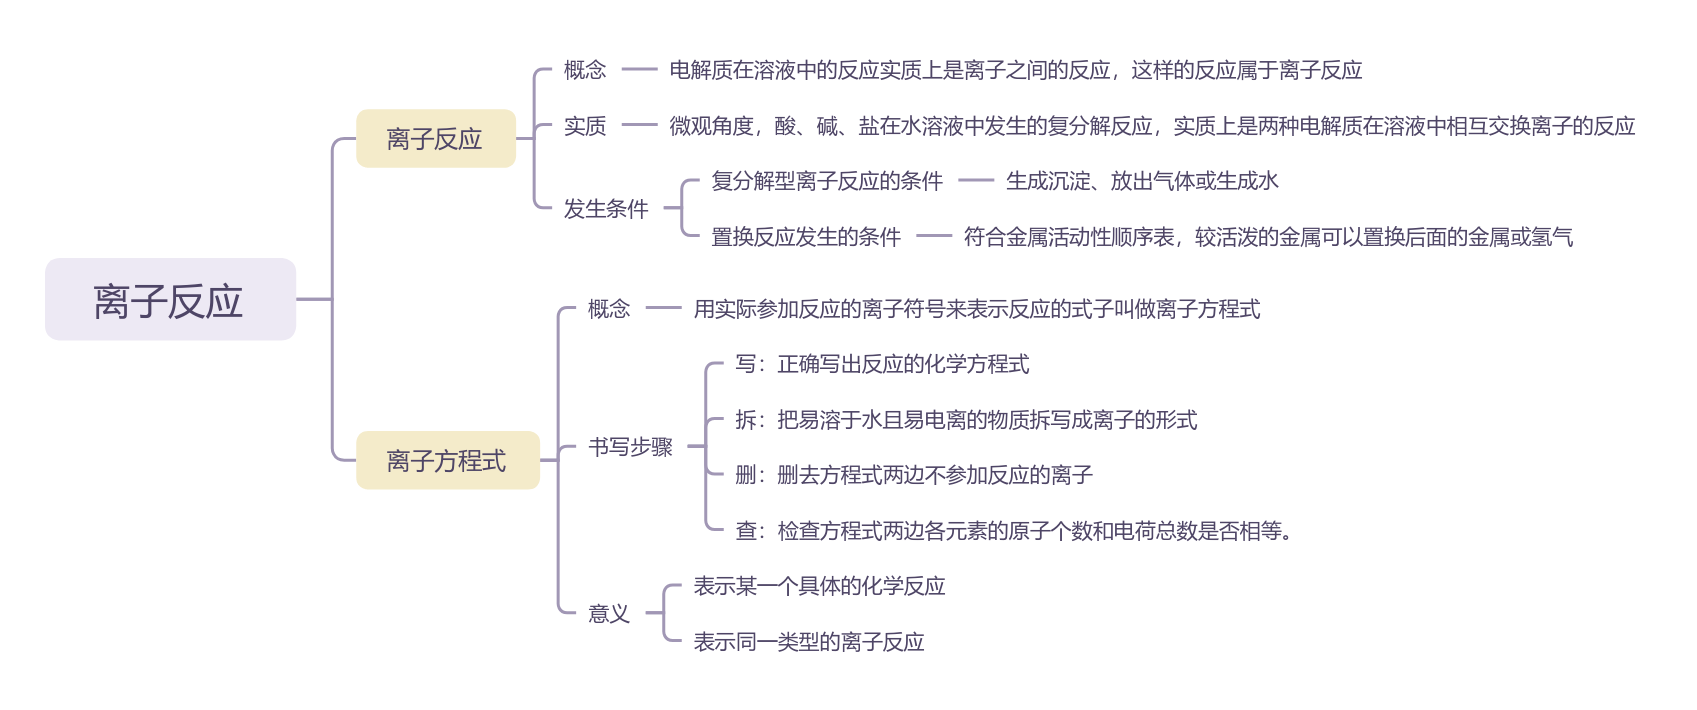 离子反应
离子反应
概念
电解质在溶液中的反应实质上是离子之间的反应，这样的反应属于离子反应
实质
微观角度，酸、碱、盐在水溶液中发生的复分解反应，实质上是两种电解质在溶液中相互交换离子的反应
发生条件
复分解型离子反应的条件
生成沉淀、放出气体或生成水
置换反应发生的条件
符合金属活动性顺序表，较活泼的金属可以置换后面的金属或氢气
离子方程式
概念
用实际参加反应的离子符号来表示反应的式子叫做离子方程式
书写步骤
写：正确写出反应的化学方程式
拆：把易溶于水且易电离的物质拆写成离子的形式
删：删去方程式两边不参加反应的离子
查：检查方程式两边各元素的原子个数和电荷总数是否相等。
意义
表示某一个具体的化学反应
表示同一类型的离子反应